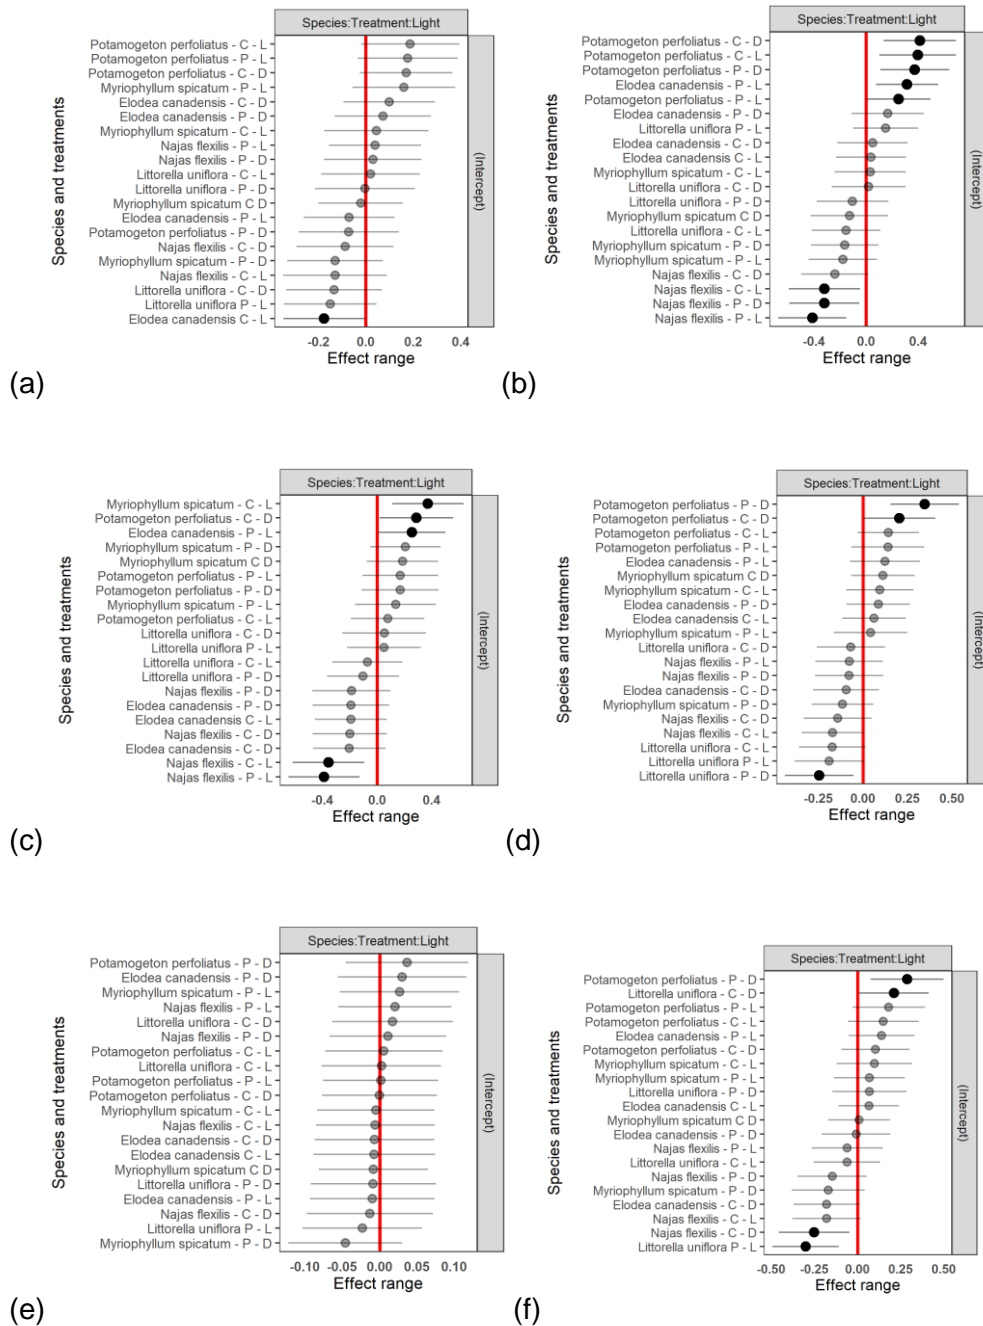 Species:Treatment:Light
Potamogeton perfoliatus - C - L
Potamogeton perfoliatus - P - L
Potamogeton perfoliatus - C - D
Myriophyllum spicatum - P - L
Elodea canadensis - C - D
Elodea canadensis - P - D
Myriophyllum spicatum - C - L
Najas flexilis - P - L
Najas flexilis - P - D
Littorella uniflora - C - L
Littorella uniflora - P - D
Myriophyllum spicatum C D
Elodea canadensis - P - L
Potamogeton perfoliatus - P - D
Najas flexilis - C - D
Myriophyllum spicatum - P - D
Najas flexilis - C - L
Littorella uniflora - C - D
Littorella uniflora P - L
Elodea canadensis C - L
Species and treatments
(Intercept)
-0.2 0.0 0.2 0.4
Effect range
(a)
Species:Treatment:Light
Potamogeton perfoliatus - C - D
Potamogeton perfoliatus - C - L
Potamogeton perfoliatus - P - D
Elodea canadensis - P - L
Potamogeton perfoliatus - P - L
Elodea canadensis - P - D
Littorella uniflora P - L
Elodea canadensis - C - D
Elodea canadensis C - L
Myriophyllum spicatum - C - L
Littorella uniflora - C - D
Littorella uniflora - P - D
Myriophyllum spicatum C D
Littorella uniflora - C - L
Myriophyllum spicatum - P - D
Myriophyllum spicatum - P - L
Najas flexilis - C - D
Najas flexilis - C - L
Najas flexilis - P - D
Najas flexilis - P - L
Species and treatments
(Intercept)
-0.4 0.0 0.4
Effect range
(b)
Species:Treatment:Light
Myriophyllum spicatum - C - L
Potamogeton perfoliatus - C - D
Elodea canadensis - P - L
Myriophyllum spicatum - P - D
Myriophyllum spicatum C D
Potamogeton perfoliatus - P - L
Potamogeton perfoliatus - P - D
Myriophyllum spicatum - P - L
Potamogeton perfoliatus - C - L
Littorella uniflora - C - D
Littorella uniflora P - L
Littorella uniflora - C - L
Littorella uniflora - P - D
Najas flexilis - P - D
Elodea canadensis - P - D
Elodea canadensis C - L
Najas flexilis - C - D
Elodea canadensis - C - D
Najas flexilis - C - L
Najas flexilis - P - L
Species and treatments
(Intercept)
-0.4 0.0 0.4
Effect range
(c)
Species:Treatment:Light
Potamogeton perfoliatus - P - D
Potamogeton perfoliatus - C - D
Potamogeton perfoliatus - C - L
Potamogeton perfoliatus - P - L
Elodea canadensis - P - L
Myriophyllum spicatum C D
Myriophyllum spicatum - C - L
Elodea canadensis - P - D
Elodea canadensis C - L
Myriophyllum spicatum - P - L
Littorella uniflora - C - D
Najas flexilis - P - L
Najas flexilis - P - D
Elodea canadensis - C - D
Myriophyllum spicatum - P - D
Najas flexilis - C - D
Najas flexilis - C - L
Littorella uniflora - C - L
Littorella uniflora P - L
Littorella uniflora - P - D
Species and treatments
(Intercept)
-0.25 0.00 0.25 0.50
Effect range
(d)
Species:Treatment:Light
Potamogeton perfoliatus - P - D
Elodea canadensis - P - D
Myriophyllum spicatum - P - L
Najas flexilis - P - L
Littorella uniflora - C - D
Najas flexilis - P - D
Potamogeton perfoliatus - C - L
Littorella uniflora - C - L
Potamogeton perfoliatus - P - L
Potamogeton perfoliatus - C - D
Myriophyllum spicatum - C - L
Najas flexilis - C - L
Elodea canadensis - C - D
Elodea canadensis C - L
Myriophyllum spicatum C D
Littorella uniflora - P - D
Elodea canadensis - P - L
Najas flexilis - C - D
Littorella uniflora P - L
Myriophyllum spicatum - P - D
Species and treatments
(Intercept)
-0.10 -0.05 0.00 0.05 0.10
Effect range
(e)
Species:Treatment:Light
Potamogeton perfoliatus - P - D
Littorella uniflora - C - D
Potamogeton perfoliatus - P - L
Potamogeton perfoliatus - C - L
Elodea canadensis - P - L
Potamogeton perfoliatus - C - D
Myriophyllum spicatum - C - L
Myriophyllum spicatum - P - L
Littorella uniflora - P - D
Elodea canadensis C - L
Myriophyllum spicatum C D
Elodea canadensis - P - D
Najas flexilis - P - L
Littorella uniflora - C - L
Najas flexilis - P - D
Myriophyllum spicatum - P - D
Elodea canadensis - C - D
Najas flexilis - C - L
Najas flexilis - C - D
Littorella uniflora P - L
Species and treatments
(Intercept)
-0.50 -0.25 0.00 0.25 0.50
Effect range
(f)